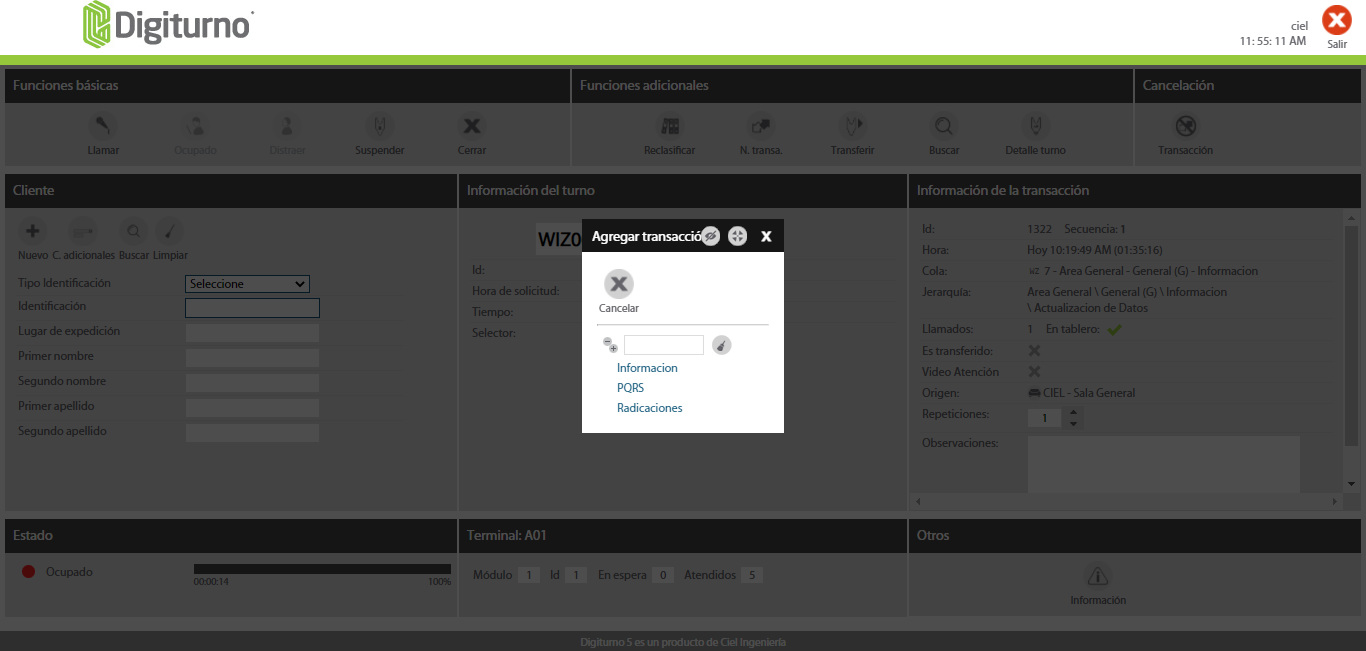 Digiturno
ciel
11: 55: 11 AM
Salir
Funciones básicas
Funciones adicionales
Cancelación
Llamar
Ocupado
Distraer
Suspender
Cerrar
Reclasificar
N. transa.
Transferir
Buscar
Detalle turno
Transacción
Cliente
Información del turno
Información de la transacción
Nuevo C. adicionales Buscar Limpiar
Tipo Identificación Seleccione
Identificación
Lugar de expedición
Primer nombre
Segundo nombre
Primer apellido
Segundo apellido
WIZ0
Id:
Hora de solicitud:
Tiempo:
Selector:
Agregar transacció
X
Cancelar
Informacion
PQRS
Radicaciones
Id: 1322 Secuencia: 1
Hora: Hoy 10:19:49 AM (01:35:16)
Cola: WZ 7 - Area General - General (G) - Informacion
Jerarquía: Area General \ General (G) \ Informacion
\ Actualizacion de Datos
Llamados: 1 En tablero:
Es transferido:
Video Atención
Origen: CIEL - Sala General
Repeticiones: 1
Observaciones:
Estado
Terminal: A01
Otros
Ocupado
00:00:14 100%
Módulo 1 Id 1 En espera 0 Atendidos 5
Información
Digiturno 5 es un producto de Ciel Ingeniería